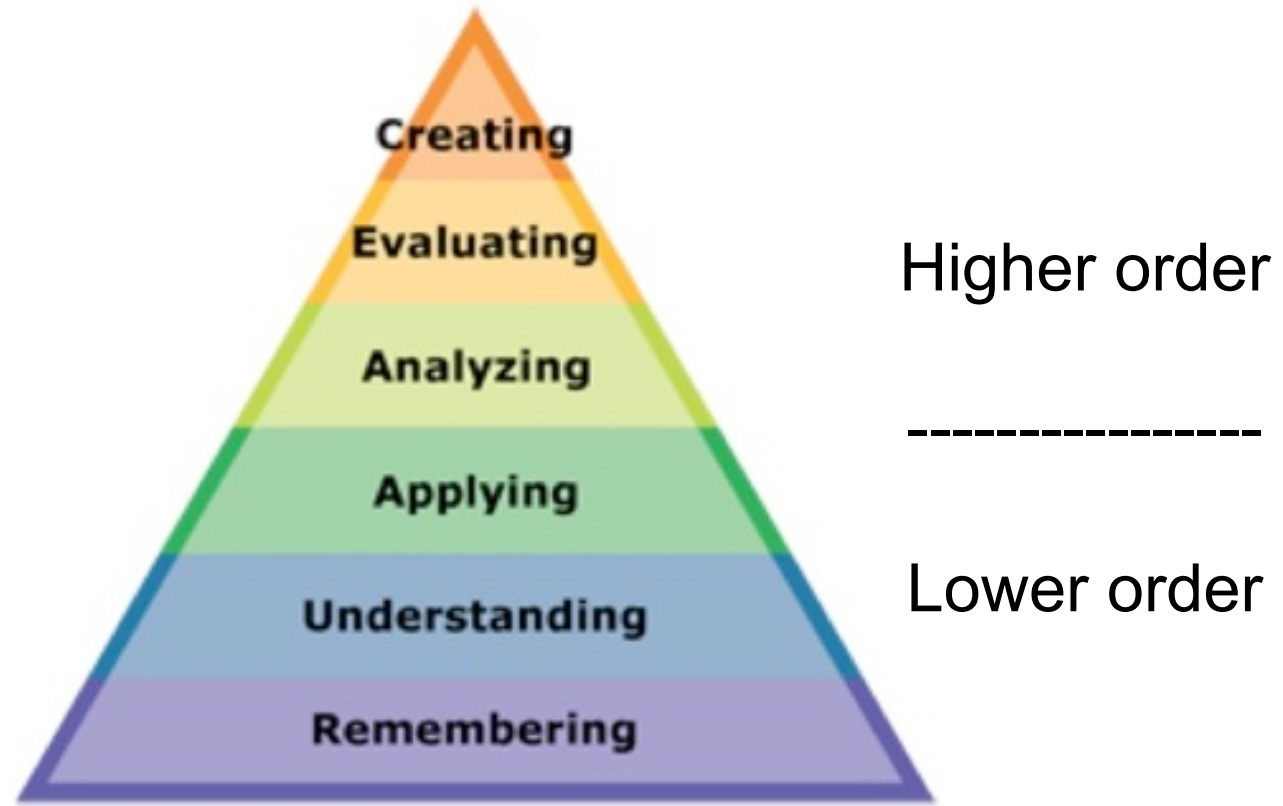 Creating
Evaluating
Higher order
Analyzing
----------------
Applying
Lower order
Understanding
Remembering